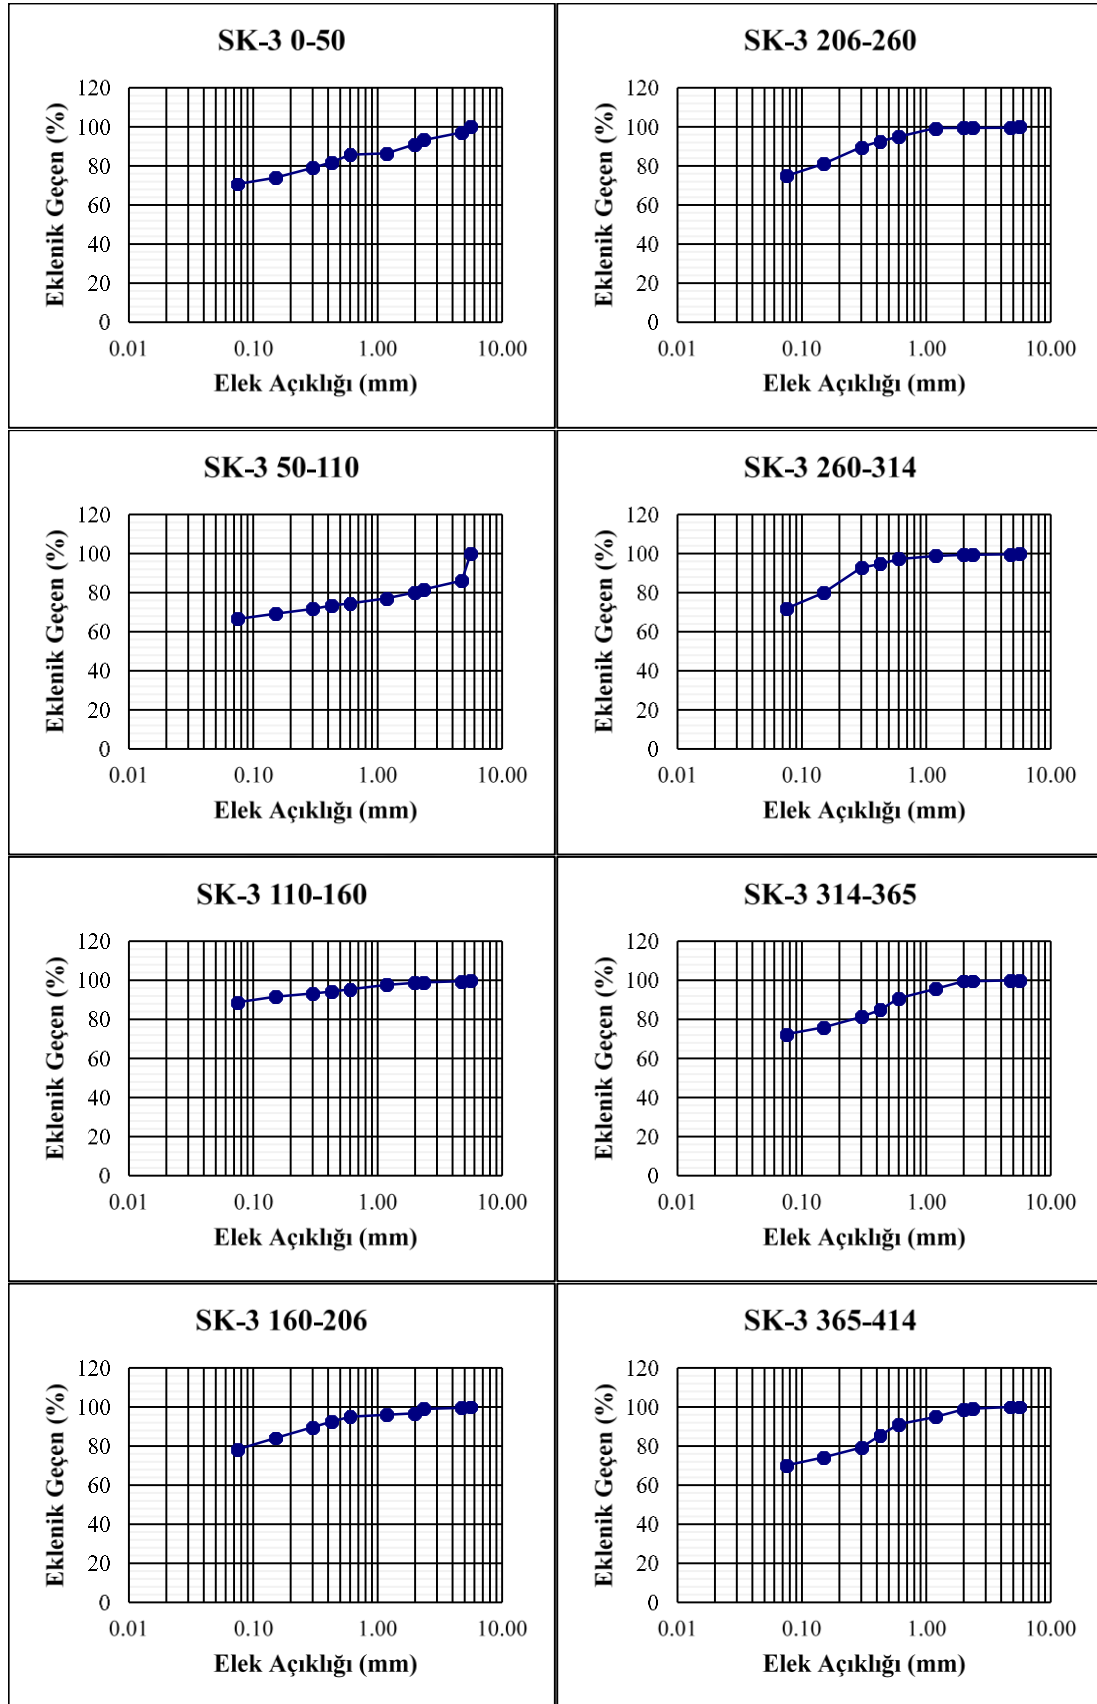 SK-3 0-50
120
100
80
60
40
20
0
Eklenik Geçen (%)
0.01 0.10 1.00 10.00
Elek Açıklığı (mm)
SK-3 206-260
120
100
80
60
40
20
0
Eklenik Geçen (%)
0.01 0.10 1.00 10.00
Elek Açıklığı (mm)
SK-3 50-110
120
100
80
60
40
20
0
Eklenik Geçen (%)
0.01 0.10 1.00 10.00
Elek Açıklığı (mm)
SK-3 260-314
120
100
80
60
40
20
0
Eklenik Geçen (%)
0.01 0.10 1.00 10.00
Elek Açıklığı (mm)
SK-3 110-160
120
100
80
60
40
20
0
Eklenik Geçen (%)
0.01 0.10 1.00 10.00
Elek Açıklığı (mm)
SK-3 314-365
120
100
80
60
40
20
0
Eklenik Geçen (%)
0.01 0.10 1.00 10.00
Elek Açıklığı (mm)
SK-3 160-206
120
100
80
60
40
20
0
Eklenik Geçen (%)
0.01 0.10 1.00 10.00
Elek Açıklığı (mm)
SK-3 365-414
120
100
80
60
40
20
0
Eklenik Geçen (%)
0.01 0.10 1.00 10.00
Elek Açıklığı (mm)